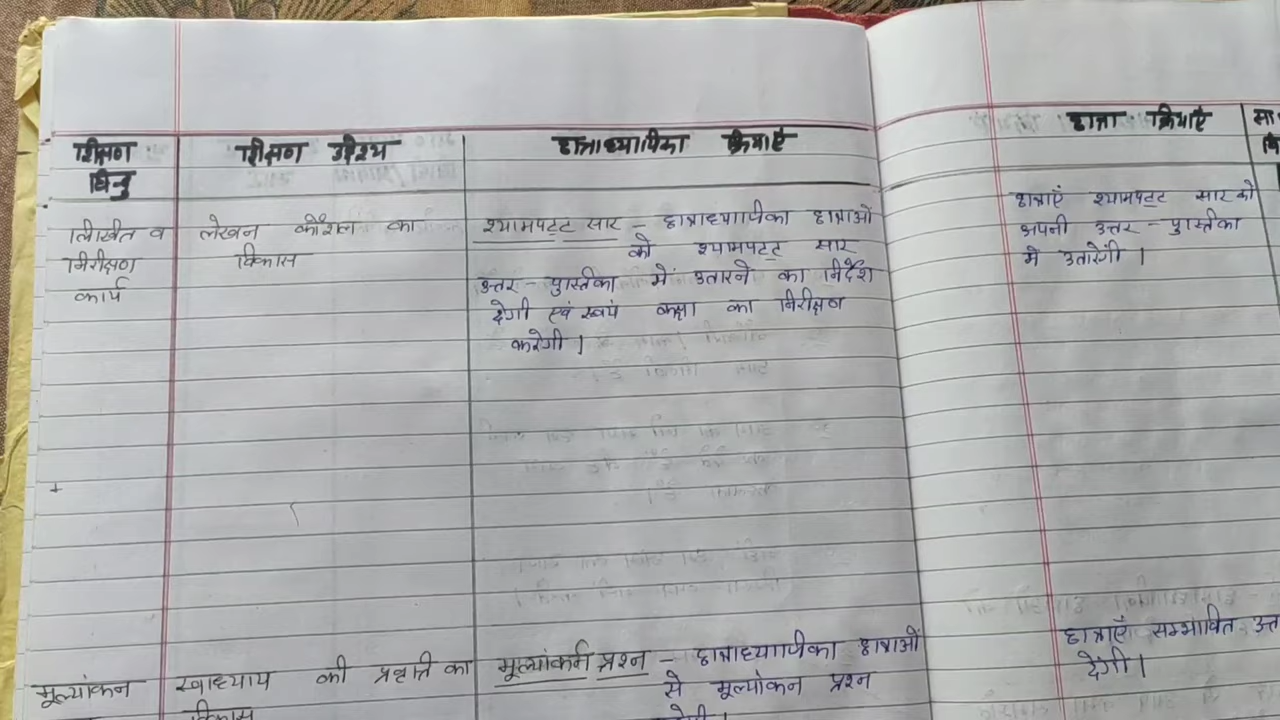 शिक्षण शिक्षण उद्देश्य छात्राध्यापिका क्रियाएँ
बिन्दु
लिखित व लेखन कौशल का श्यामपट्ट सार – छात्राध्यापिका छात्राओं
निरीक्षण विकास को श्यामपट्ट सार
कार्य उत्तर – पुस्तिका में उतारने का निर्देश
देगी एवं स्वयं कक्षा का निरीक्षण
करेगी।
मूल्यांकन स्वाध्याय की प्रवृत्ति का मूल्यांकन प्रश्न – छात्राध्यापिका छात्राओं
विकास से मूल्यांकन प्रश्न
छात्रा क्रियाएँ
छात्राएँ श्यामपट्ट सार को
अपनी उत्तर – पुस्तिका
में उतारेंगी।
छात्राएँ सम्भावित
देगी।